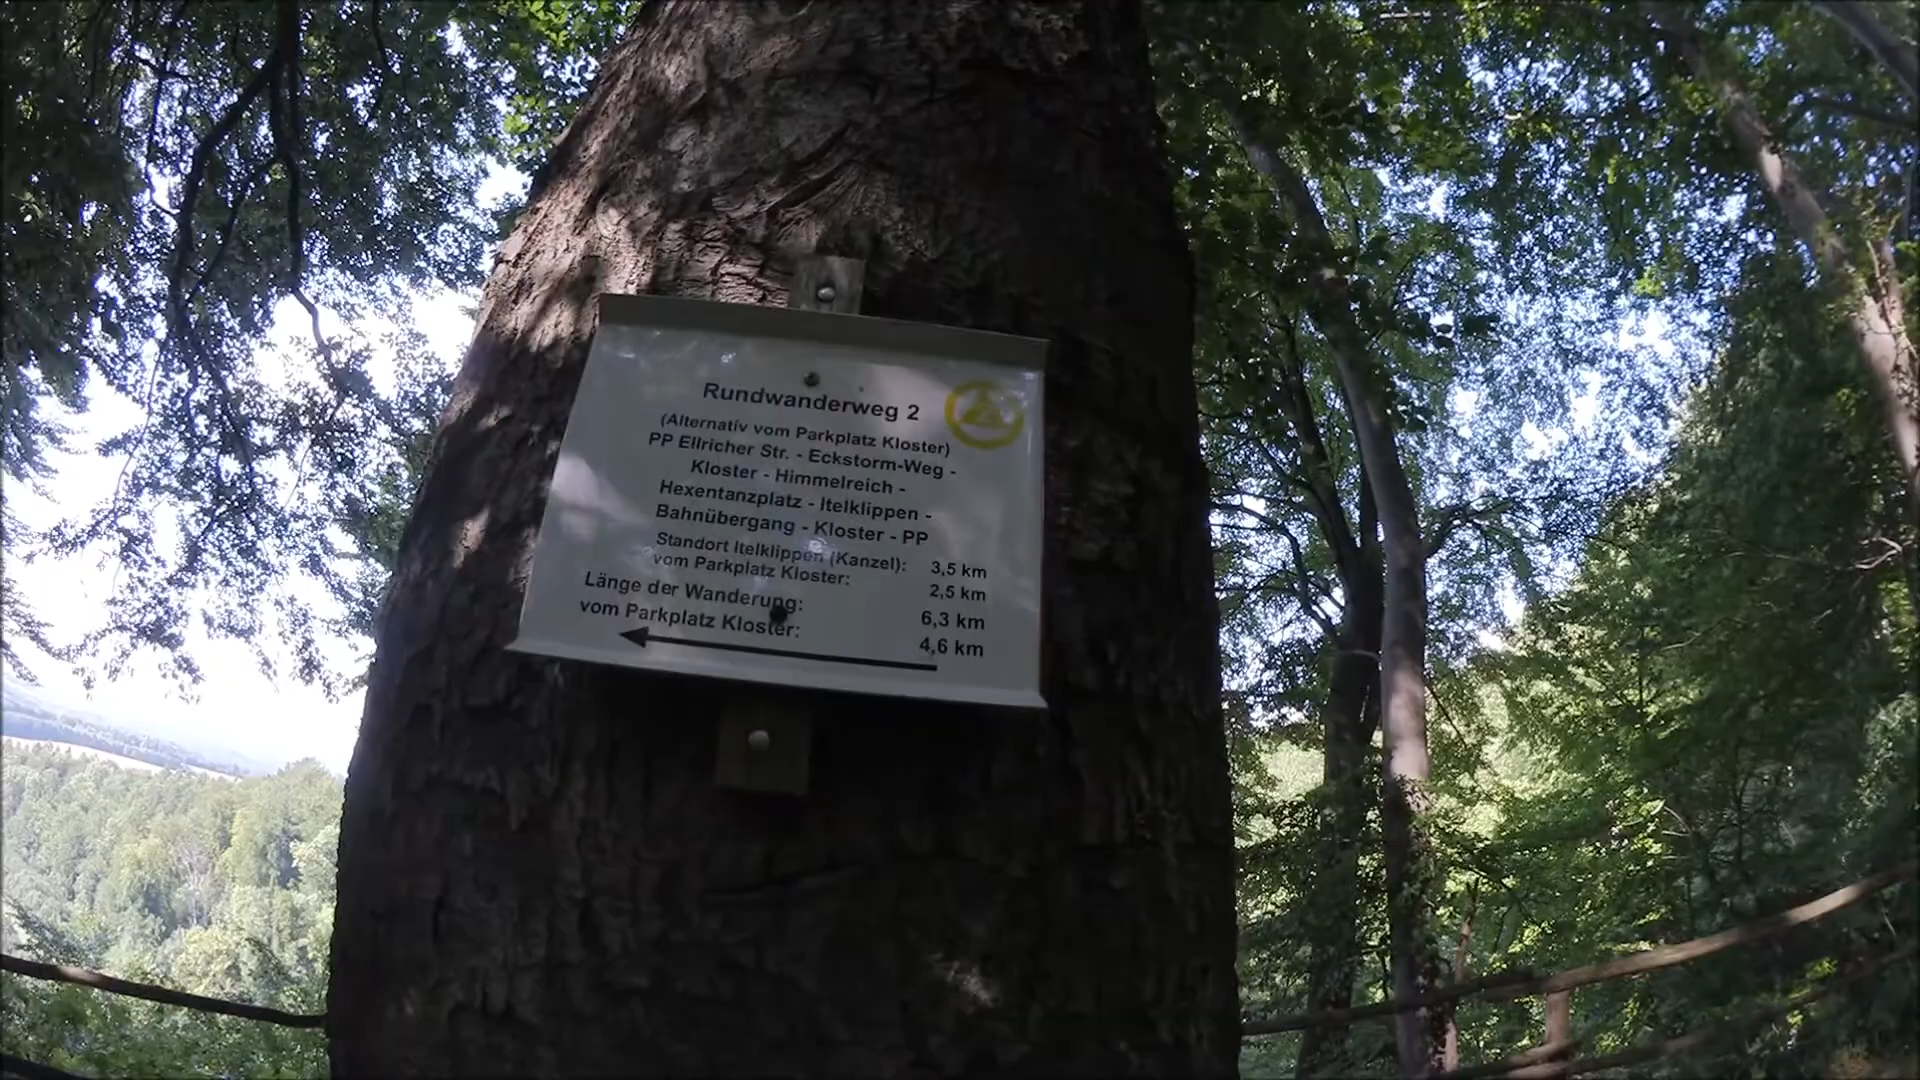 Rundwanderweg 2
(Alternativ vom Parkplatz Kloster)
PP Ellricher Str. - Eckstorm-Weg -
Kloster - Himmelreich -
Hexentanzplatz - Itelklippen -
Bahnübergang - Kloster - PP
Standort Itelklippen (Kanzel): 3,5 km
vom Parkplatz Kloster: 2,5 km
Länge der Wanderung: 6,3 km
vom Parkplatz Kloster: 4,6 km